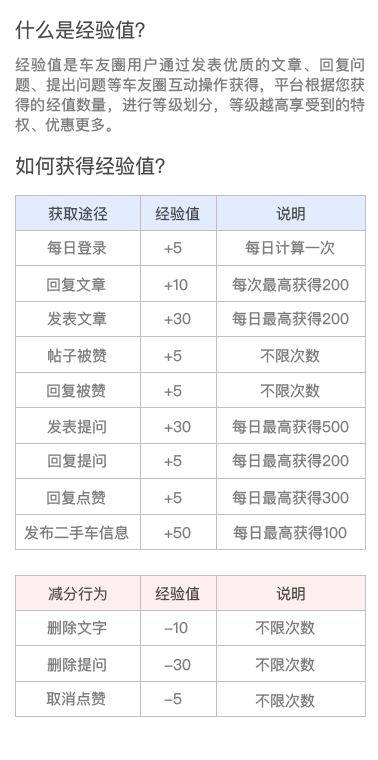 什么是经验值?
经验值是车友圈用户通过发表优质的文章、回复问
题、提出问题等车友圈互动操作获得，平台根据您获
得的经值数量，进行等级划分，等级越高享受到的特
权、优惠更多。
如何获得经验值?
获取途径 经验值 说明
每日登录 +5 每日计算一次
回复文章 +10 每次最高获得200
发表文章 +30 每日最高获得200
帖子被赞 +5 不限次数
回复被赞 +5 不限次数
发表提问 +30 每日最高获得500
回复提问 +5 每日最高获得200
回复点赞 +5 每日最高获得300
发布二手车信息 +50 每日最高获得100
减分行为 经验值 说明
删除文字 −10 不限次数
删除提问 −30 不限次数
取消点赞 −5 不限次数